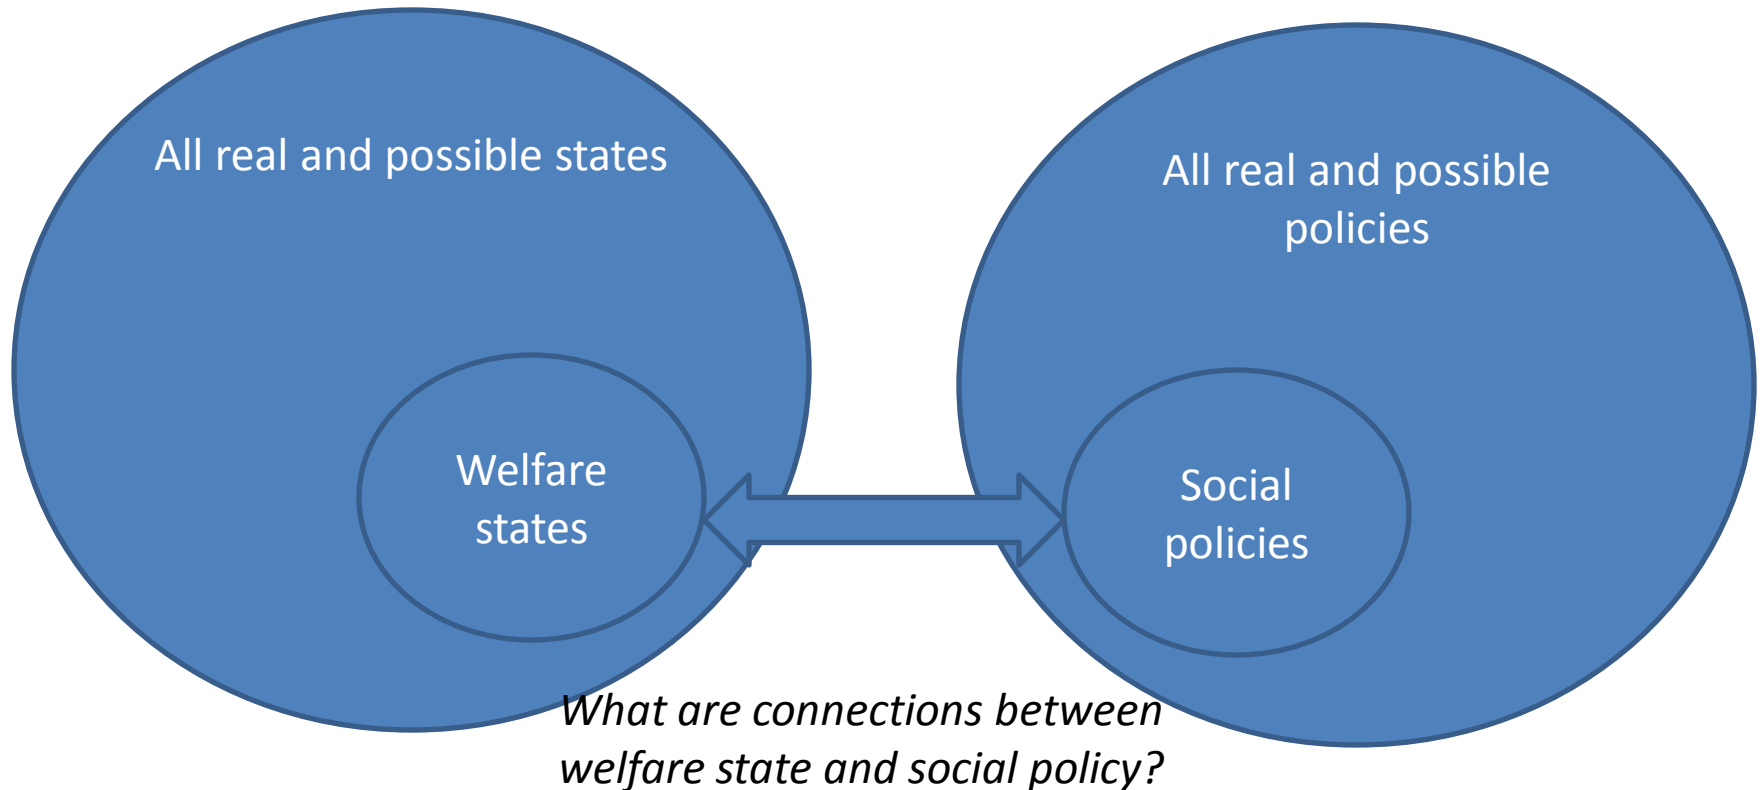 All real and possible states
All real and possible
policies
Welfare
states
Social
policies
What are connections between
welfare state and social policy?